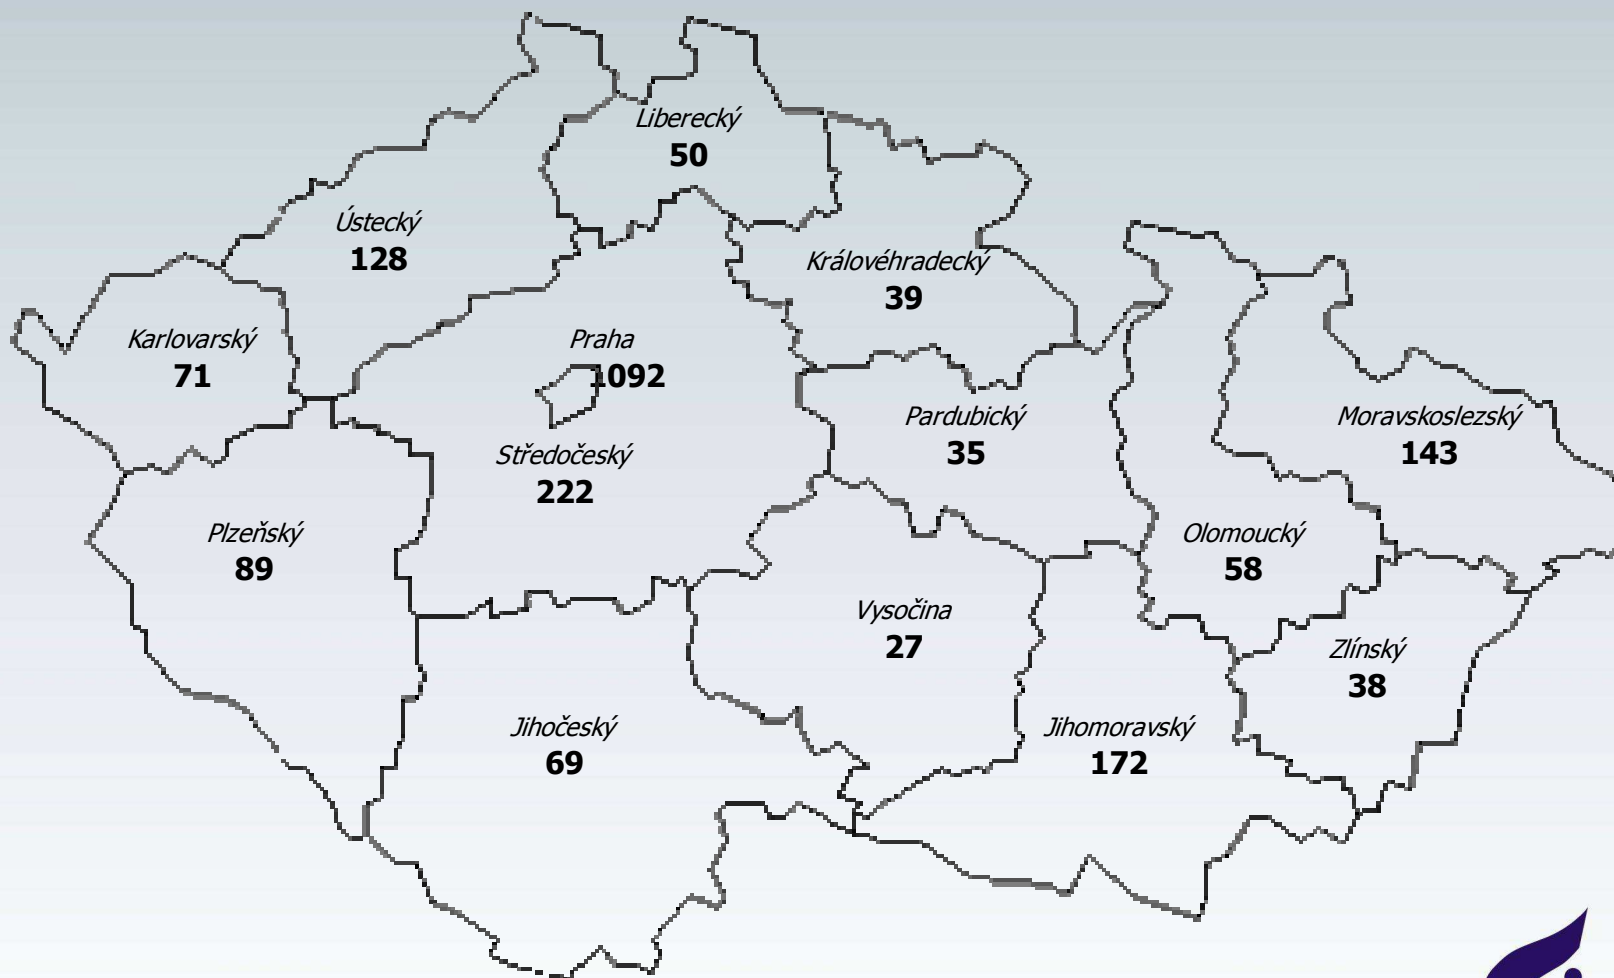 Liberecký
50
Ústecký
128
Královéhradecký
39
Karlovarský
71
Praha
1092
Pardubický
35
Moravskoslezský
143
Středočeský
222
Plzeňský
89
Olomoucký
58
Vysočina
27
Zlínský
38
Jihočeský
69
Jihomoravský
172